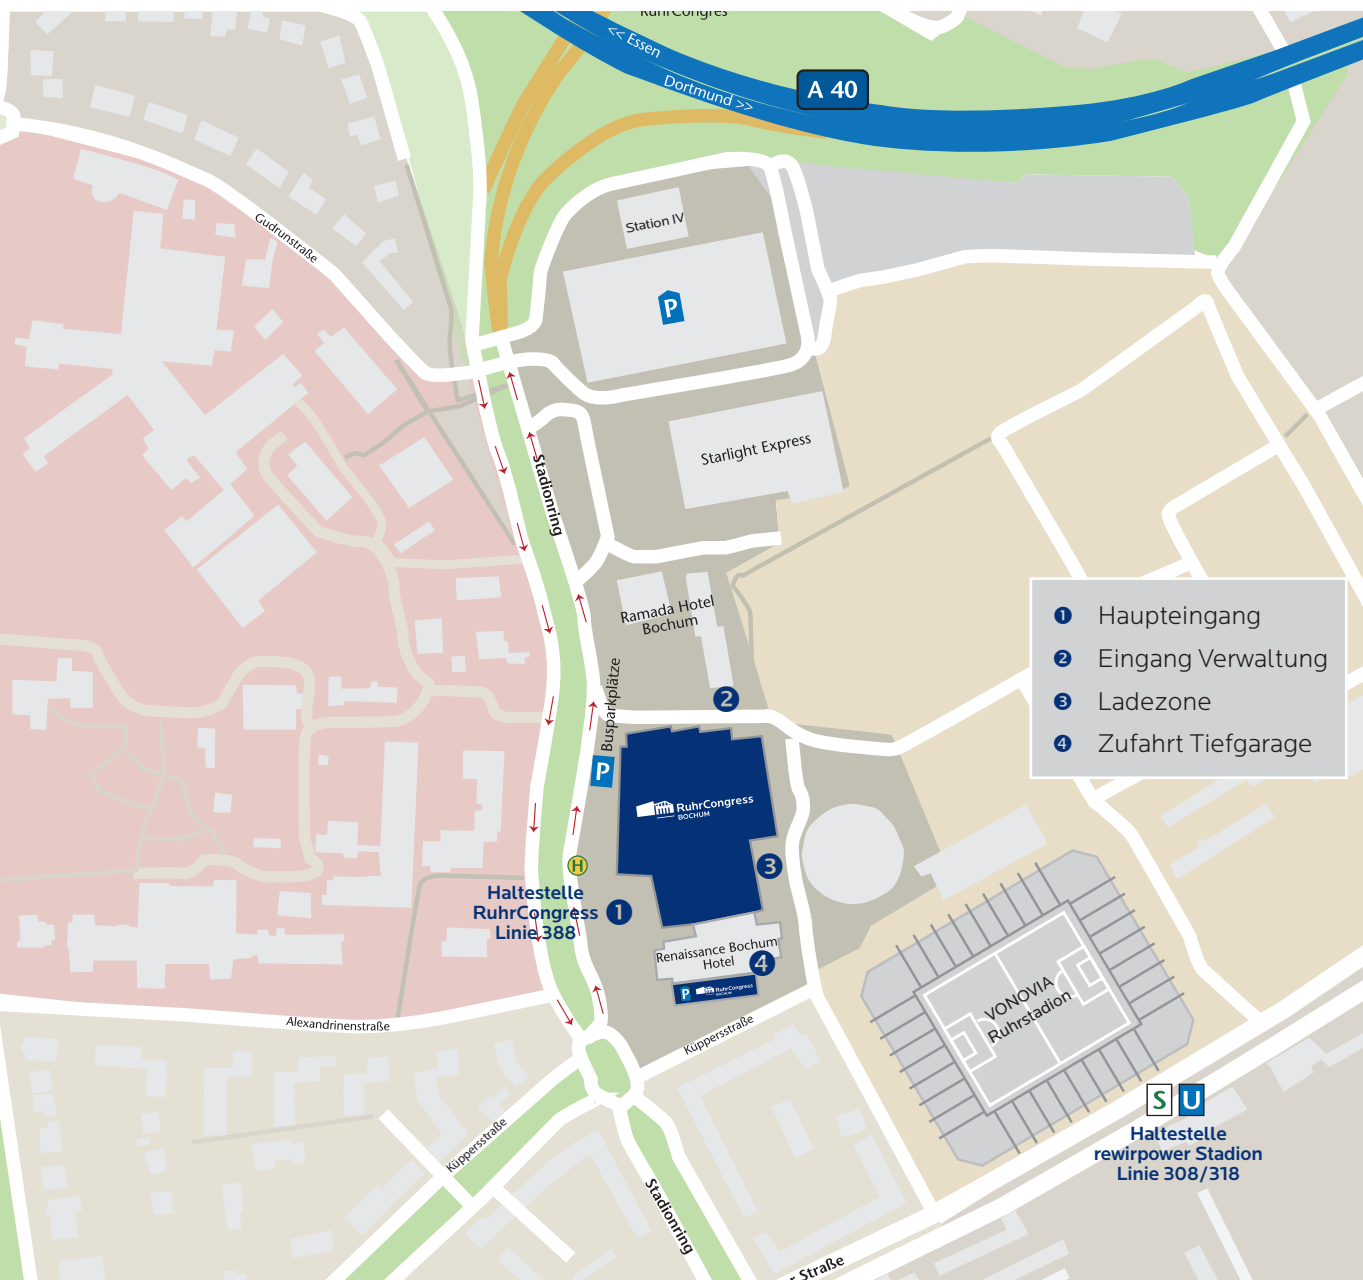 RuhrCongres
<< Essen
Dortmund >>
A 40
Gudrunstraße
Station IV
P
Starlight Express
Stadionring
Ramada Hotel
Bochum
Busparkplätze
1 Haupteingang
2 Eingang Verwaltung
3 Ladezone
4 Zufahrt Tiefgarage
2
P
RuhrCongress
BOCHUM
3
H
Haltestelle
RuhrCongress
Linie 388
1
Renaissance Bochum
Hotel
4
P RuhrCongress
BOCHUM
VONOVIA
Ruhrstadion
Alexandrinenstraße
Küppersstraße
S U
Haltestelle
rewirpower Stadion
Linie 308/318
Küppersstraße
Stadionring
r Straße